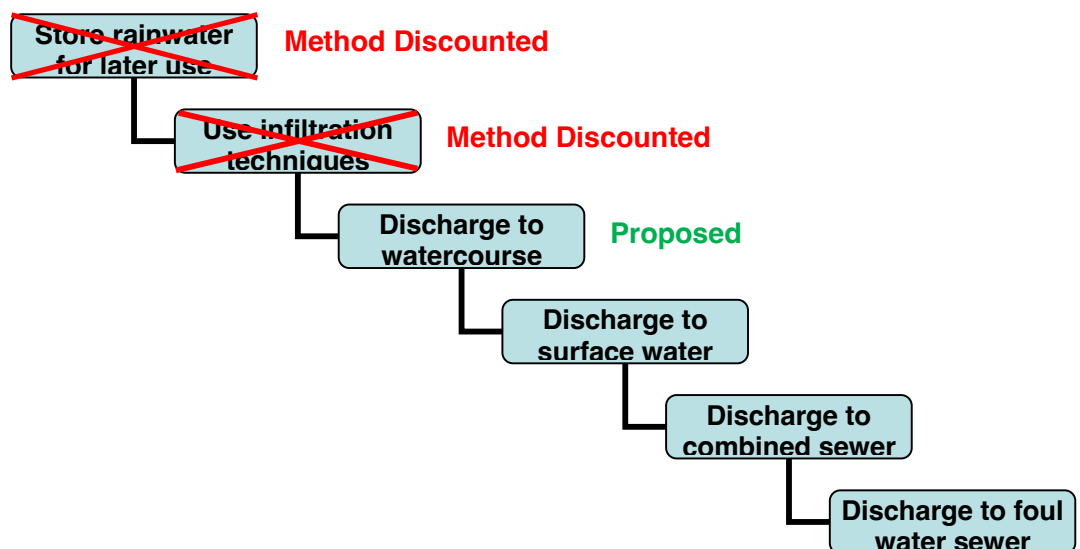 Store rainwater
for later use
Method Discounted
Use infiltration
techniques
Method Discounted
Discharge to
watercourse
Proposed
Discharge to
surface water
Discharge to
combined sewer
Discharge to foul
water sewer